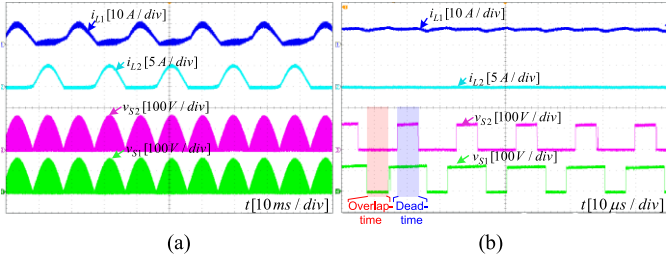 i_{L1} [10 A / div]
i_{L2} [5 A / div]
v_{S2} [100 V / div]
v_{S1} [100 V / div]
t [10 ms / div]
(a)
i_{L1} [10 A / div]
i_{L2} [5 A / div]
v_{S2} [100 V / div]
v_{S1} [100 V / div]
Overlap-
time
Dead-
time
t [10 μs / div]
(b)